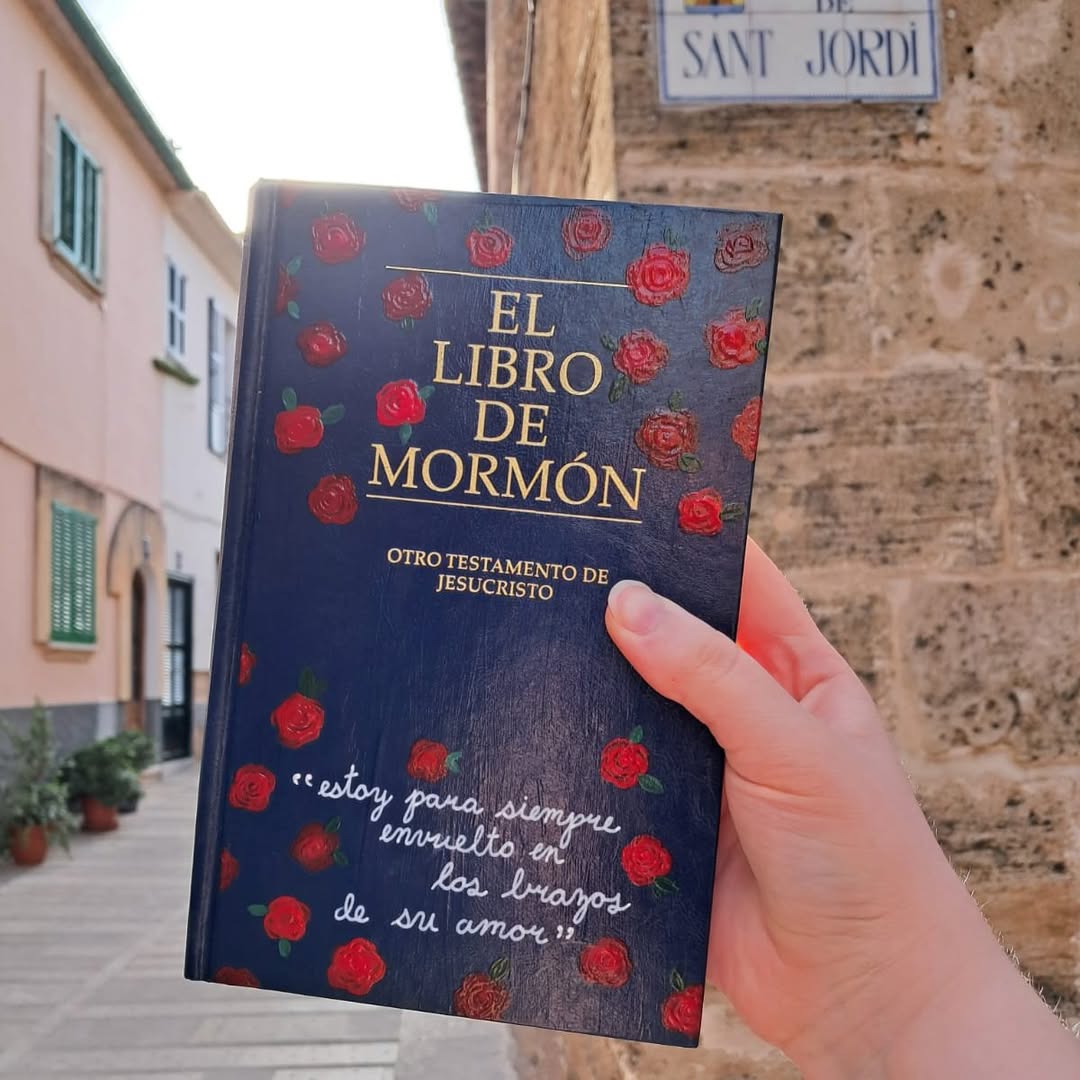 DE
SANT JORDI
EL
LIBRO
DE
MORMÓN
OTRO TESTAMENTO DE
JESUCRISTO
“estoy para siempre
envuelto en
los brazos
de su amor”